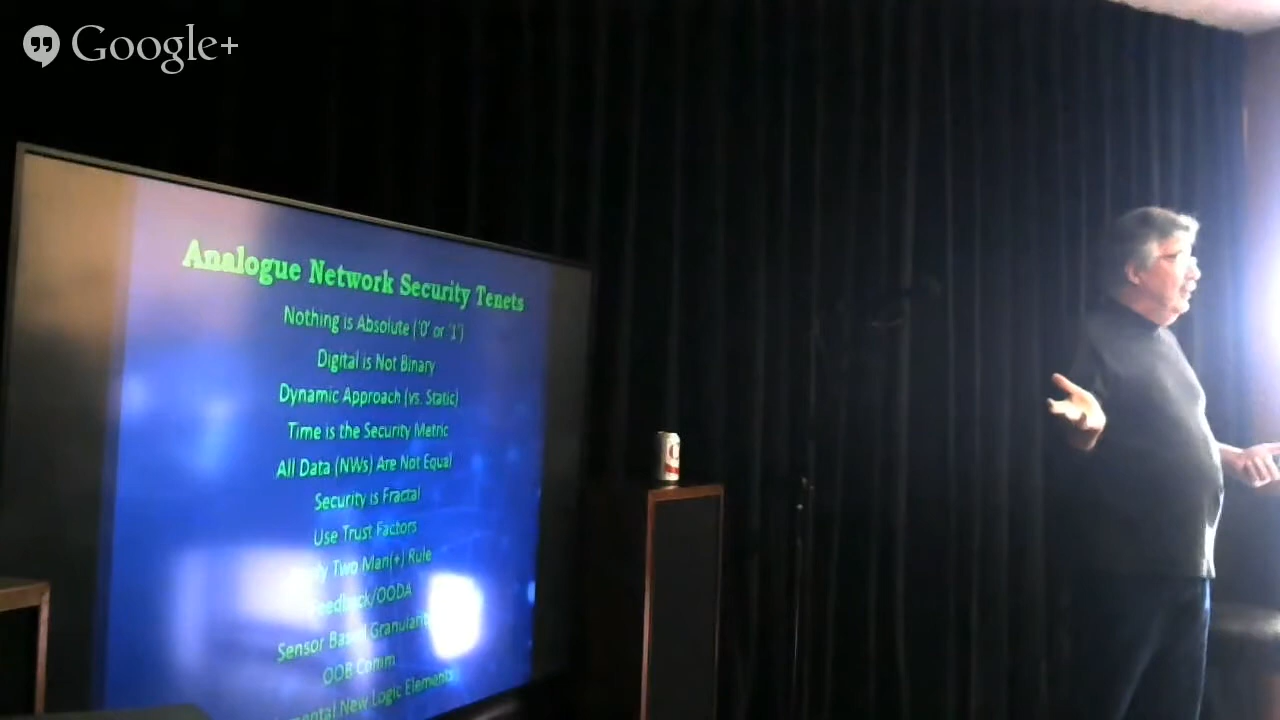 Google+
Analogue Network Security Tenets
Nothing is Absolute ('0' or '1')
Digital is Not Binary
Dynamic Approach (vs. Static)
Time is the Security Metric
All Data (NWs) Are Not Equal
Security is Fractal
Use Trust Factors
Two Man(+) Rule
Feedback/OODA
Sensor Based Granularity
OOB Comm
New Logic Elements